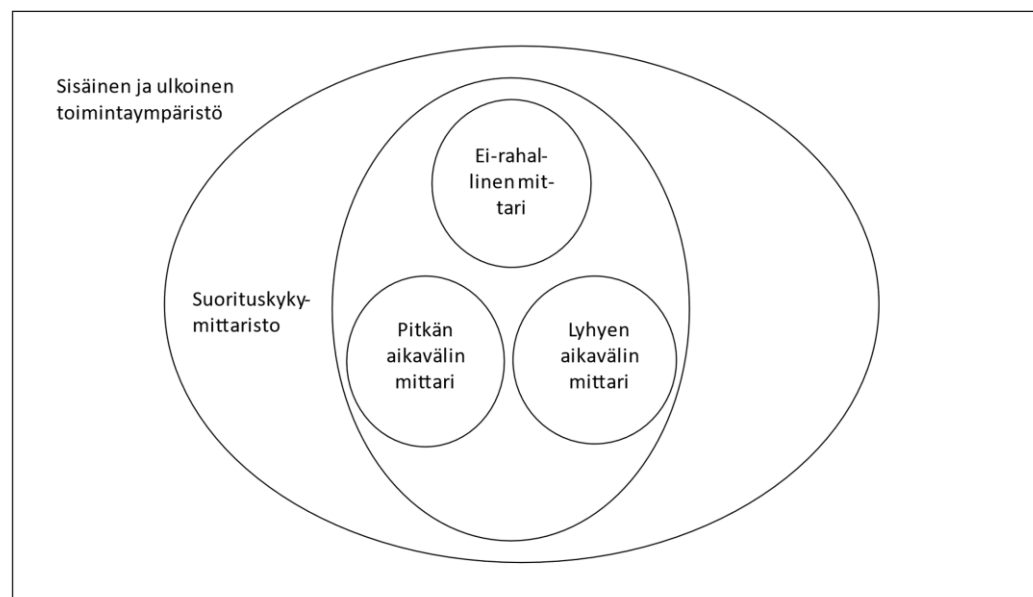 Sisäinen ja ulkoinen
toimintaympäristö
Ei-rahal-
linen mit-
tari
Suorituskyky-
mittaristo
Pitkän
aikavälin
mittari
Lyhyen
aikavälin
mittari